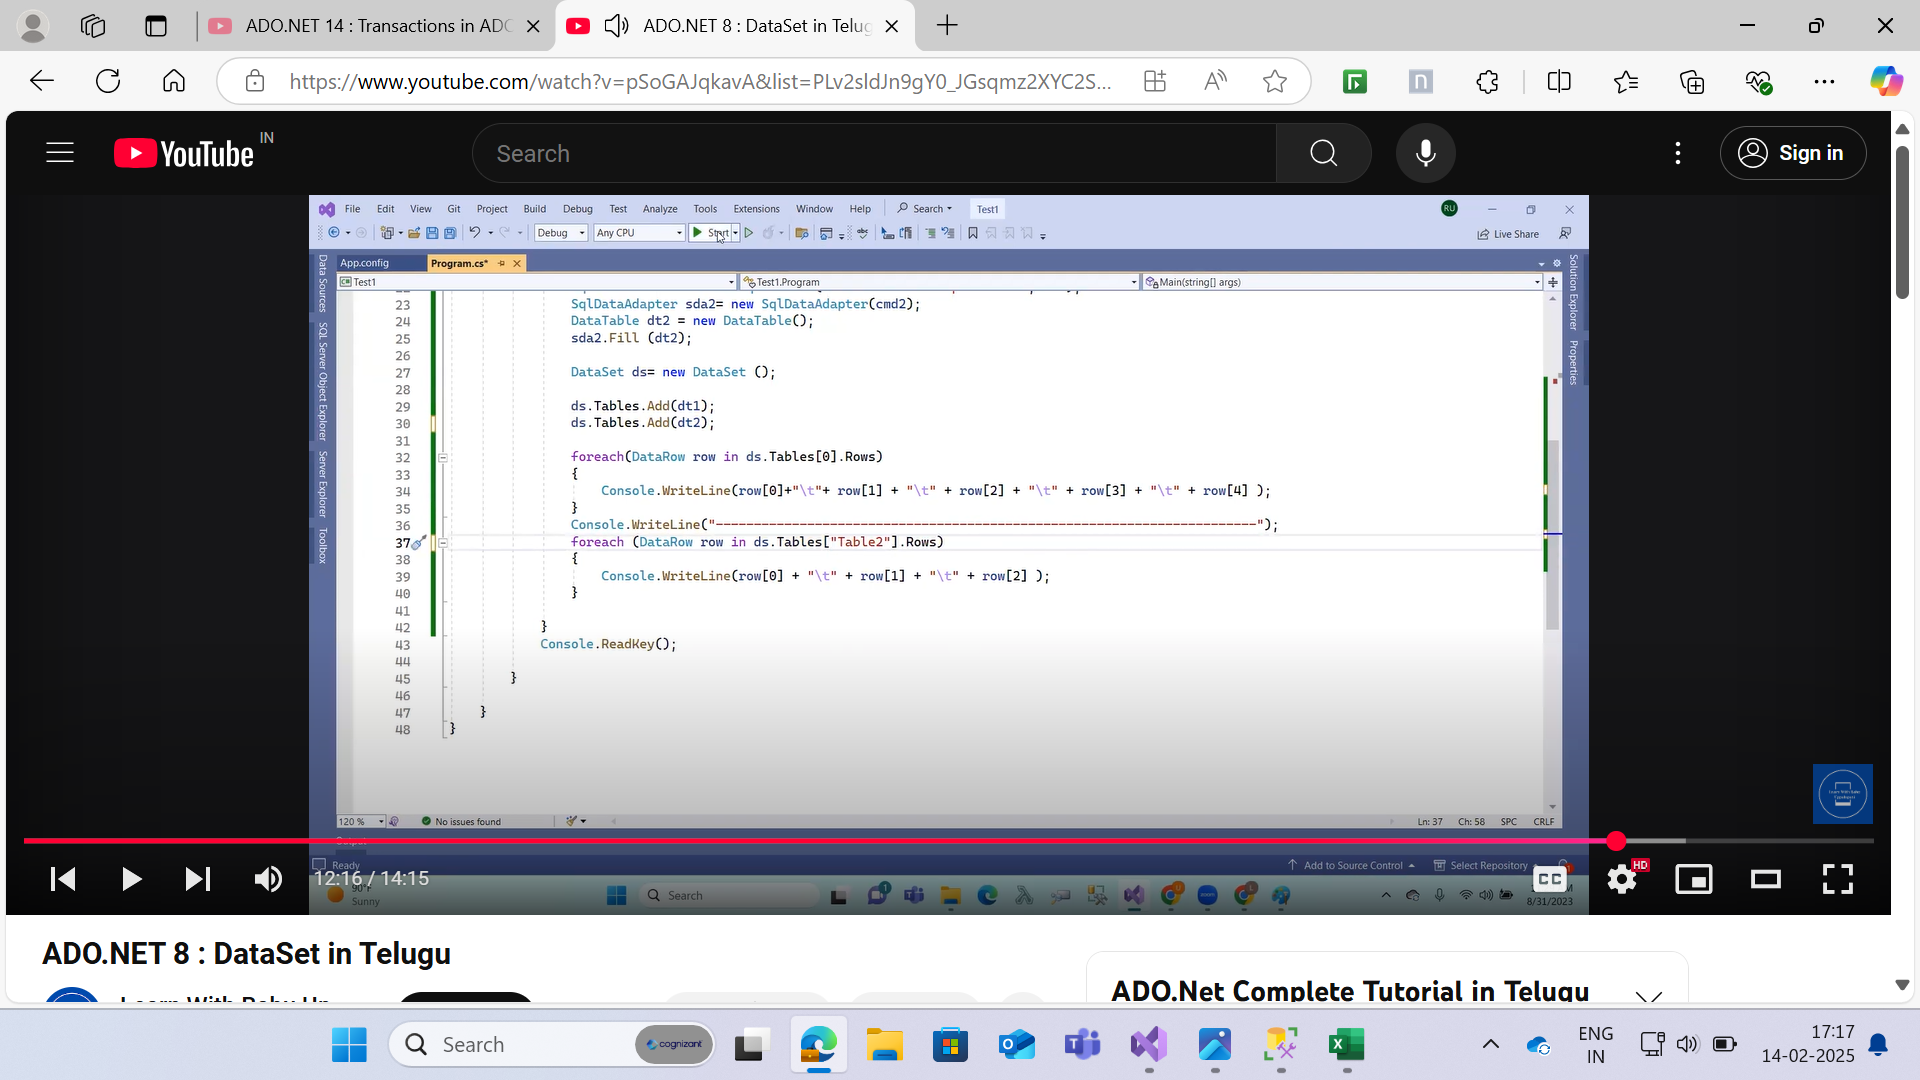 ADO.NET 14 : Transactions in ADO
ADO.NET 8 : DataSet in Telugu
https://www.youtube.com/watch?v=pSoGAJqkavA&list=PLv2sldJn9gY0_JGsqmz2XYC2S...
YouTube IN
Search
Sign in
File Edit View Git Project Build Debug Test Analyze Tools Extensions Window Help Search Test1 RU
Debug Any CPU Start Live Share
App.config Program.cs*
Test1 Test1.Program Main(string[] args)
Data Sources
SQL Server Object Explorer
Server Explorer
Toolbox
Solution Explorer
Properties
23 SqlDataAdapter sda2= new SqlDataAdapter(cmd2);
24 DataTable dt2 = new DataTable();
25 sda2.Fill (dt2);
26
27 DataSet ds= new DataSet ();
28
29 ds.Tables.Add(dt1);
30 ds.Tables.Add(dt2);
31
32 foreach(DataRow row in ds.Tables[0].Rows)
33 {
34 Console.WriteLine(row[0]+"\t"+ row[1] + "\t" + row[2] + "\t" + row[3] + "\t" + row[4] );
35 }
36 Console.WriteLine("-----------------------------------------------------------------------");
37 foreach (DataRow row in ds.Tables["Table2"].Rows)
38 {
39 Console.WriteLine(row[0] + "\t" + row[1] + "\t" + row[2] );
40 }
41
42 }
43 Console.ReadKey();
44
45 }
46
47 }
48 }
120 % No issues found Ln: 37 Ch: 58 SPC CRLF
Ready Add to Source Control Select Repository
12:16 / 14:15 CC HD
90°F
Sunny
Search
8/31/2023
ADO.NET 8 : DataSet in Telugu
ADO.Net Complete Tutorial in Telugu
Search cognizant
ENG
IN
17:17
14-02-2025